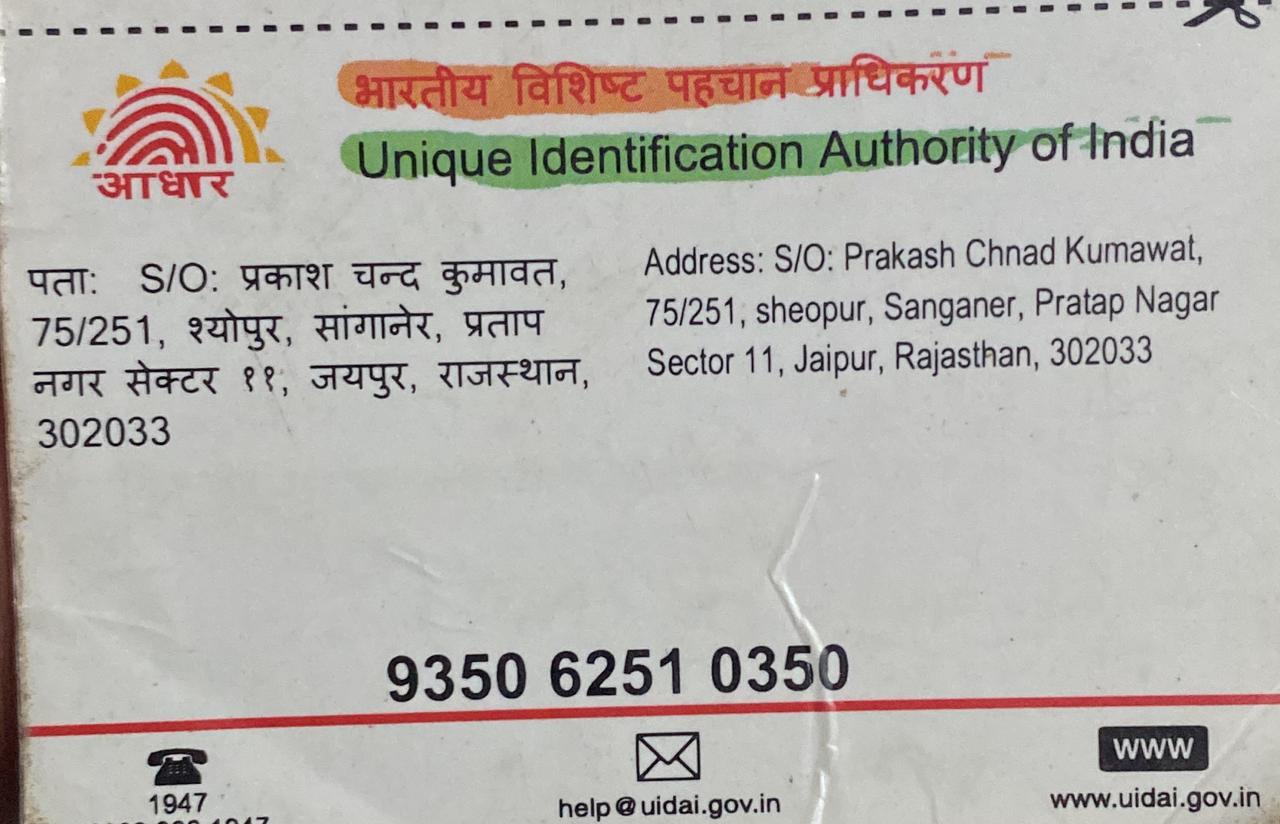 भारतीय विशिष्ट पहचान प्राधिकरण
Unique Identification Authority of India
आधार
पता: S/O: प्रकाश चन्द कुमावत,
75/251, श्योपुर, सांगानेर, प्रताप
नगर सेक्टर ११, जयपुर, राजस्थान,
302033
Address: S/O: Prakash Chnad Kumawat,
75/251, sheopur, Sanganer, Pratap Nagar
Sector 11, Jaipur, Rajasthan, 302033
9350 6251 0350
1947
help@uidai.gov.in
www
www.uidai.gov.in